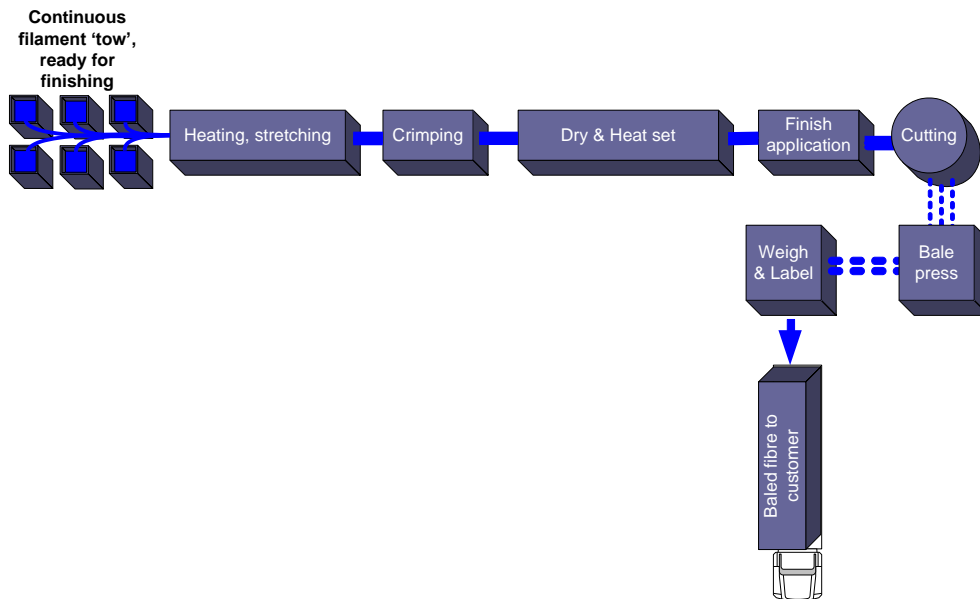 Continuous
filament ‘tow’,
ready for
finishing
Heating, stretching
Crimping
Dry & Heat set
Finish
application
Cutting
Weigh
& Label
Bale
press
Baled fibre to
customer